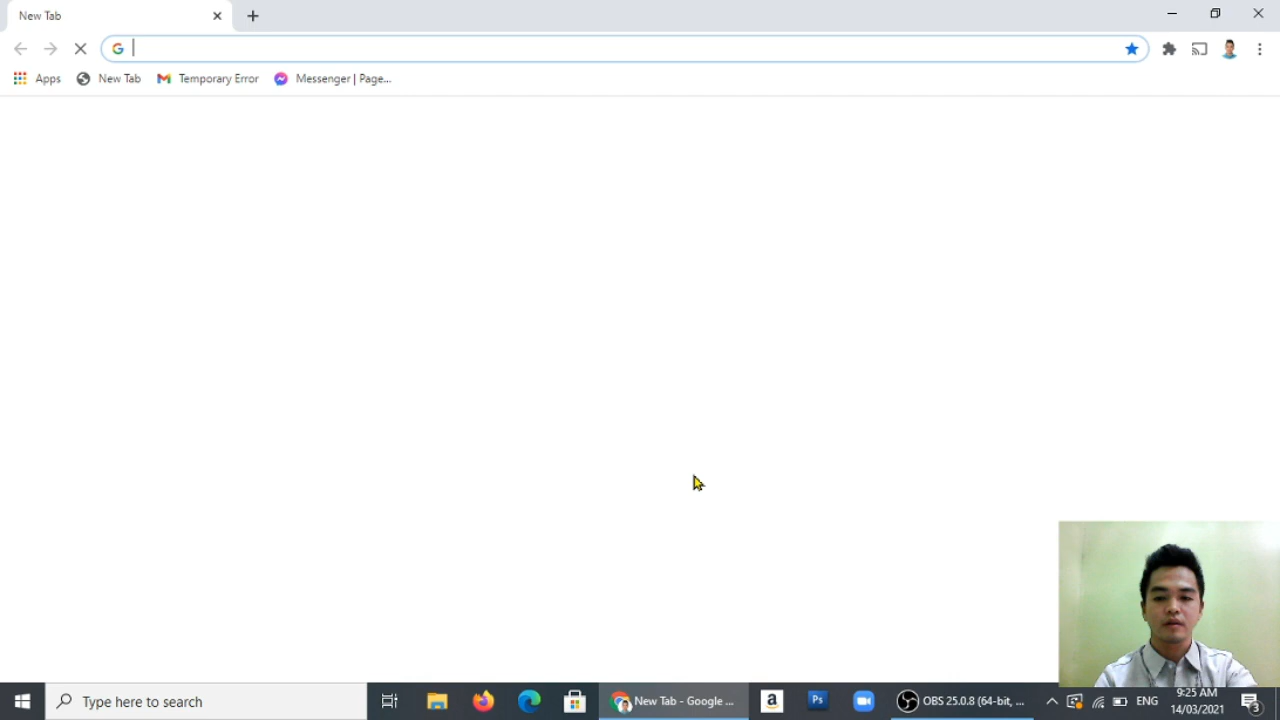 New Tab
Apps
New Tab
Temporary Error
Messenger | Page...
Type here to search
New Tab - Google ...
a
Ps
OBS 25.0.8 (64-bit, ...
ENG
9:25 AM
14/03/2021
3